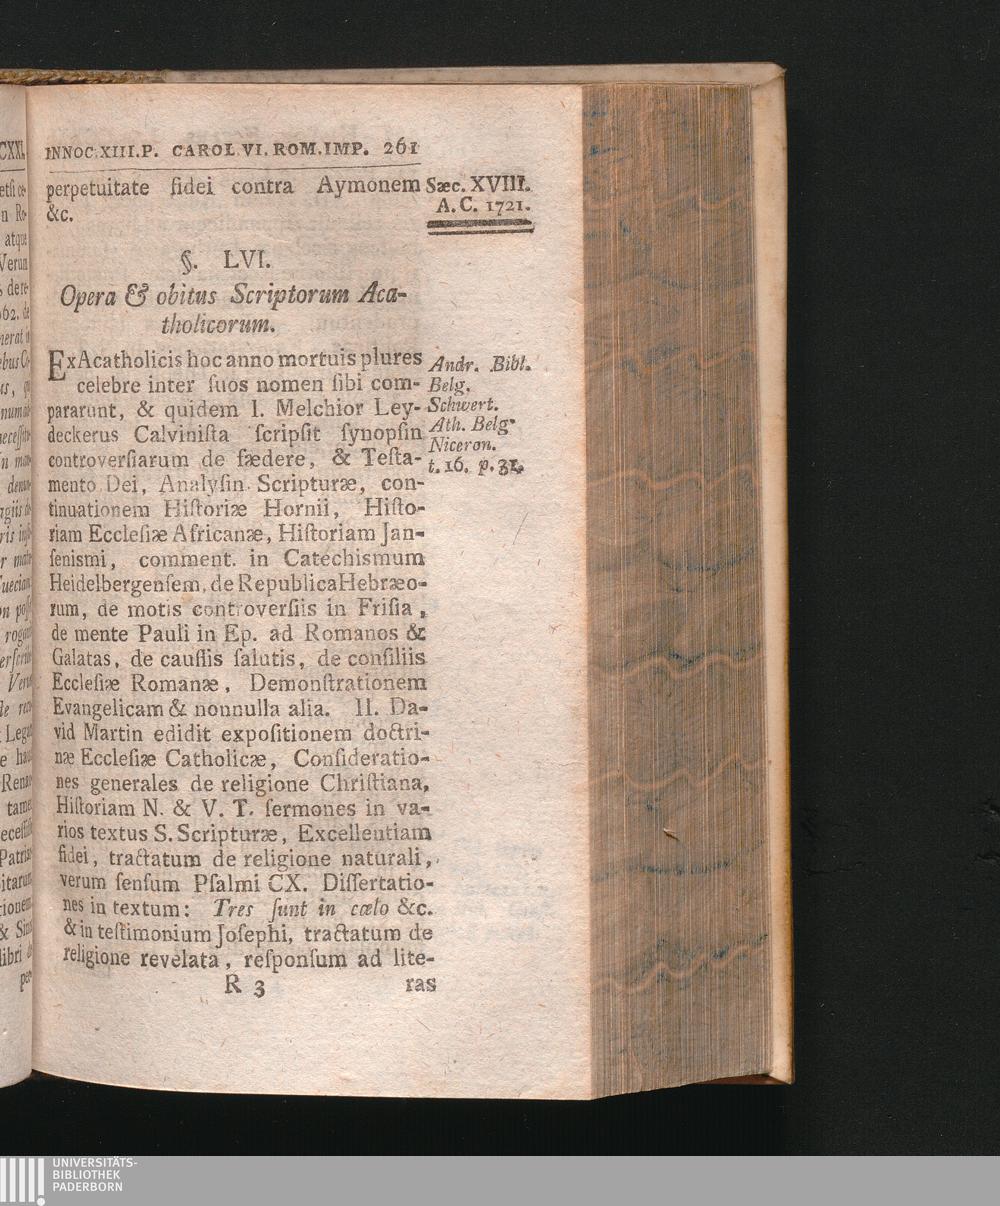 INNOC.XIII.P. CAROL.VI. ROM.IMP. 261
perpetuitate fidei contra Aymonem
&c.
Sæc. XVIII.
A. C. 1721.
§. LVI.
Opera & obitus Scriptorum Aca-
tholicorum.
Ex Acatholicis hoc anno mortuis plures
celebre inter ſuos nomen ſibi com-
pararunt, & quidem I. Melchior Ley-
deckerus Calviniſta ſcripſit ſynopſin
controverſiarum de fædere, & Teſta-
mento Dei, Analyſin Scripturæ, con-
tinuationem Hiſtoriæ Hornii, Hiſto-
riam Eccleſiæ Africanæ, Hiſtoriam Jan-
ſenismi, comment. in Catechismum
Heidelbergenſem, de Republica Hebræo-
rum, de motis controverſiis in Friſia,
de mente Pauli in Ep. ad Romanos &
Galatas, de cauſſis ſalutis, de conſiliis
Eccleſiæ Romanæ, Demonſtrationem
Evangelicam & nonnulla alia. II. Da-
vid Martin edidit expoſitionem doctri-
næ Eccleſiæ Catholicæ, Conſideratio-
nes generales de religione Chriſtiana,
Hiſtoriam N. & V. T. ſermones in va-
rios textus S. Scripturæ, Excellentiam
fidei, tractatum de religione naturali,
verum ſenſum Pſalmi CX. Diſſertatio-
nes in textum: Tres ſunt in cœlo &c.
& in teſtimonium Joſephi, tractatum de
religione revelata, reſponſum ad lite-
R 3 ras
Andr. Bibl.
Belg.
Schwert.
Ath. Belg.
Niceron.
t. 16. p. 31.
UNIVERSITÄTS-
BIBLIOTHEK
PADERBORN